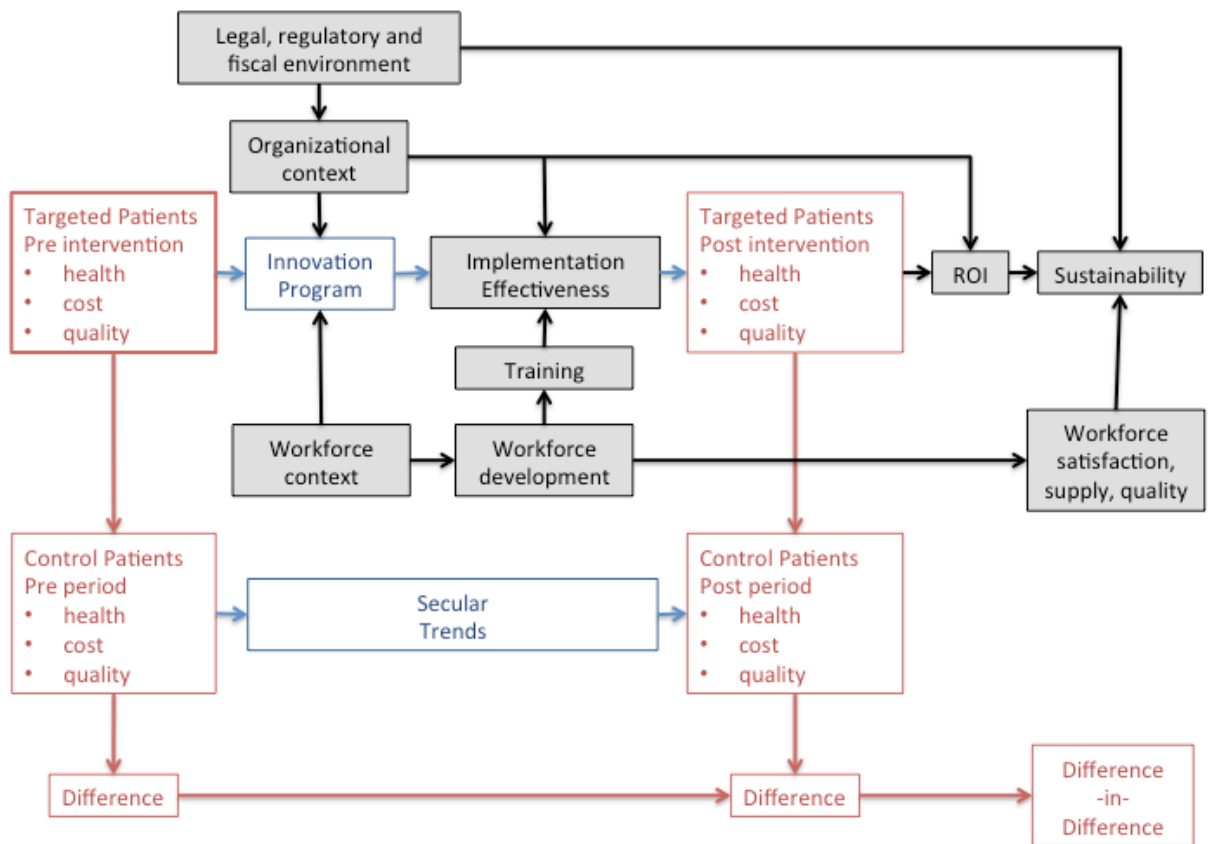 Legal, regulatory and
fiscal environment
Organizational
context
Targeted Patients
Pre intervention
• health
• cost
• quality
Innovation
Program
Implementation
Effectiveness
Targeted Patients
Post intervention
• health
• cost
• quality
ROI
Sustainability
Training
Workforce
context
Workforce
development
Workforce
satisfaction,
supply, quality
Control Patients
Pre period
• health
• cost
• quality
Secular
Trends
Control Patients
Post period
• health
• cost
• quality
Difference
Difference
Difference
-in-
Difference